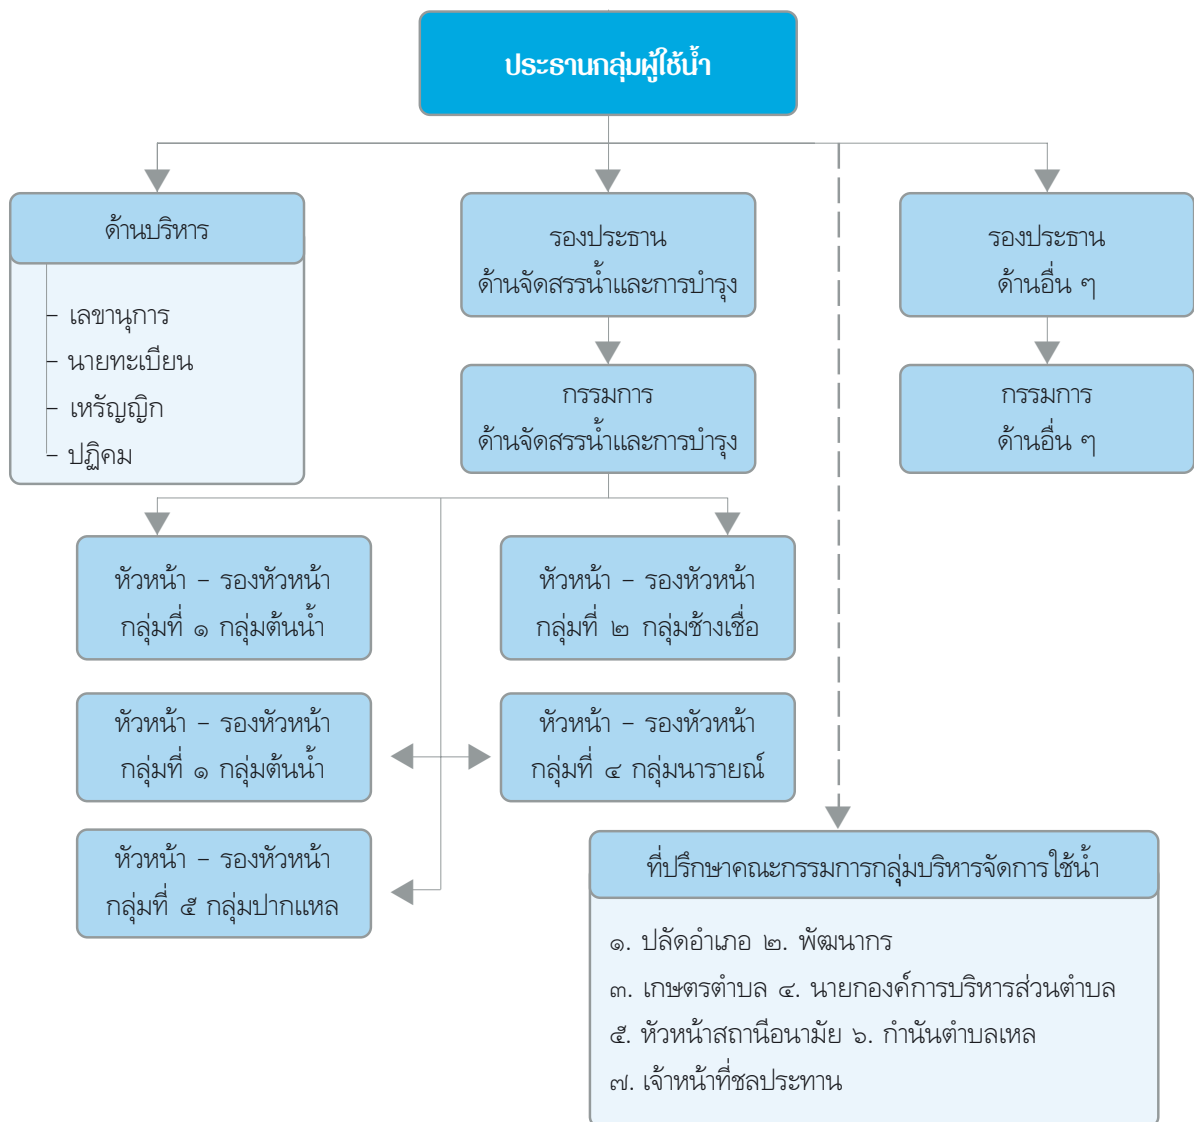 ประธานกลุ่มผู้ใช้น้ำ
ด้านบริหาร
– เลขานุการ
– นายทะเบียน
– เหรัญญิก
– ปฏิคม
รองประธาน
ด้านจัดสรรน้ำและการบำรุง
รองประธาน
ด้านอื่น ๆ
กรรมการ
ด้านจัดสรรน้ำและการบำรุง
กรรมการ
ด้านอื่น ๆ
หัวหน้า – รองหัวหน้า
กลุ่มที่ ๑ กลุ่มต้นน้ำ
หัวหน้า – รองหัวหน้า
กลุ่มที่ ๒ กลุ่มช้างเชื่อ
หัวหน้า – รองหัวหน้า
กลุ่มที่ ๑ กลุ่มต้นน้ำ
หัวหน้า – รองหัวหน้า
กลุ่มที่ ๔ กลุ่มนารายณ์
หัวหน้า – รองหัวหน้า
กลุ่มที่ ๕ กลุ่มปากแหล
ที่ปรึกษาคณะกรรมการกลุ่มบริหารจัดการใช้น้ำ
๑. ปลัดอำเภอ ๒. พัฒนากร
๓. เกษตรตำบล ๔. นายกองค์การบริหารส่วนตำบล
๕. หัวหน้าสถานีอนามัย ๖. กำนันตำบลเหล
๗. เจ้าหน้าที่ชลประทาน